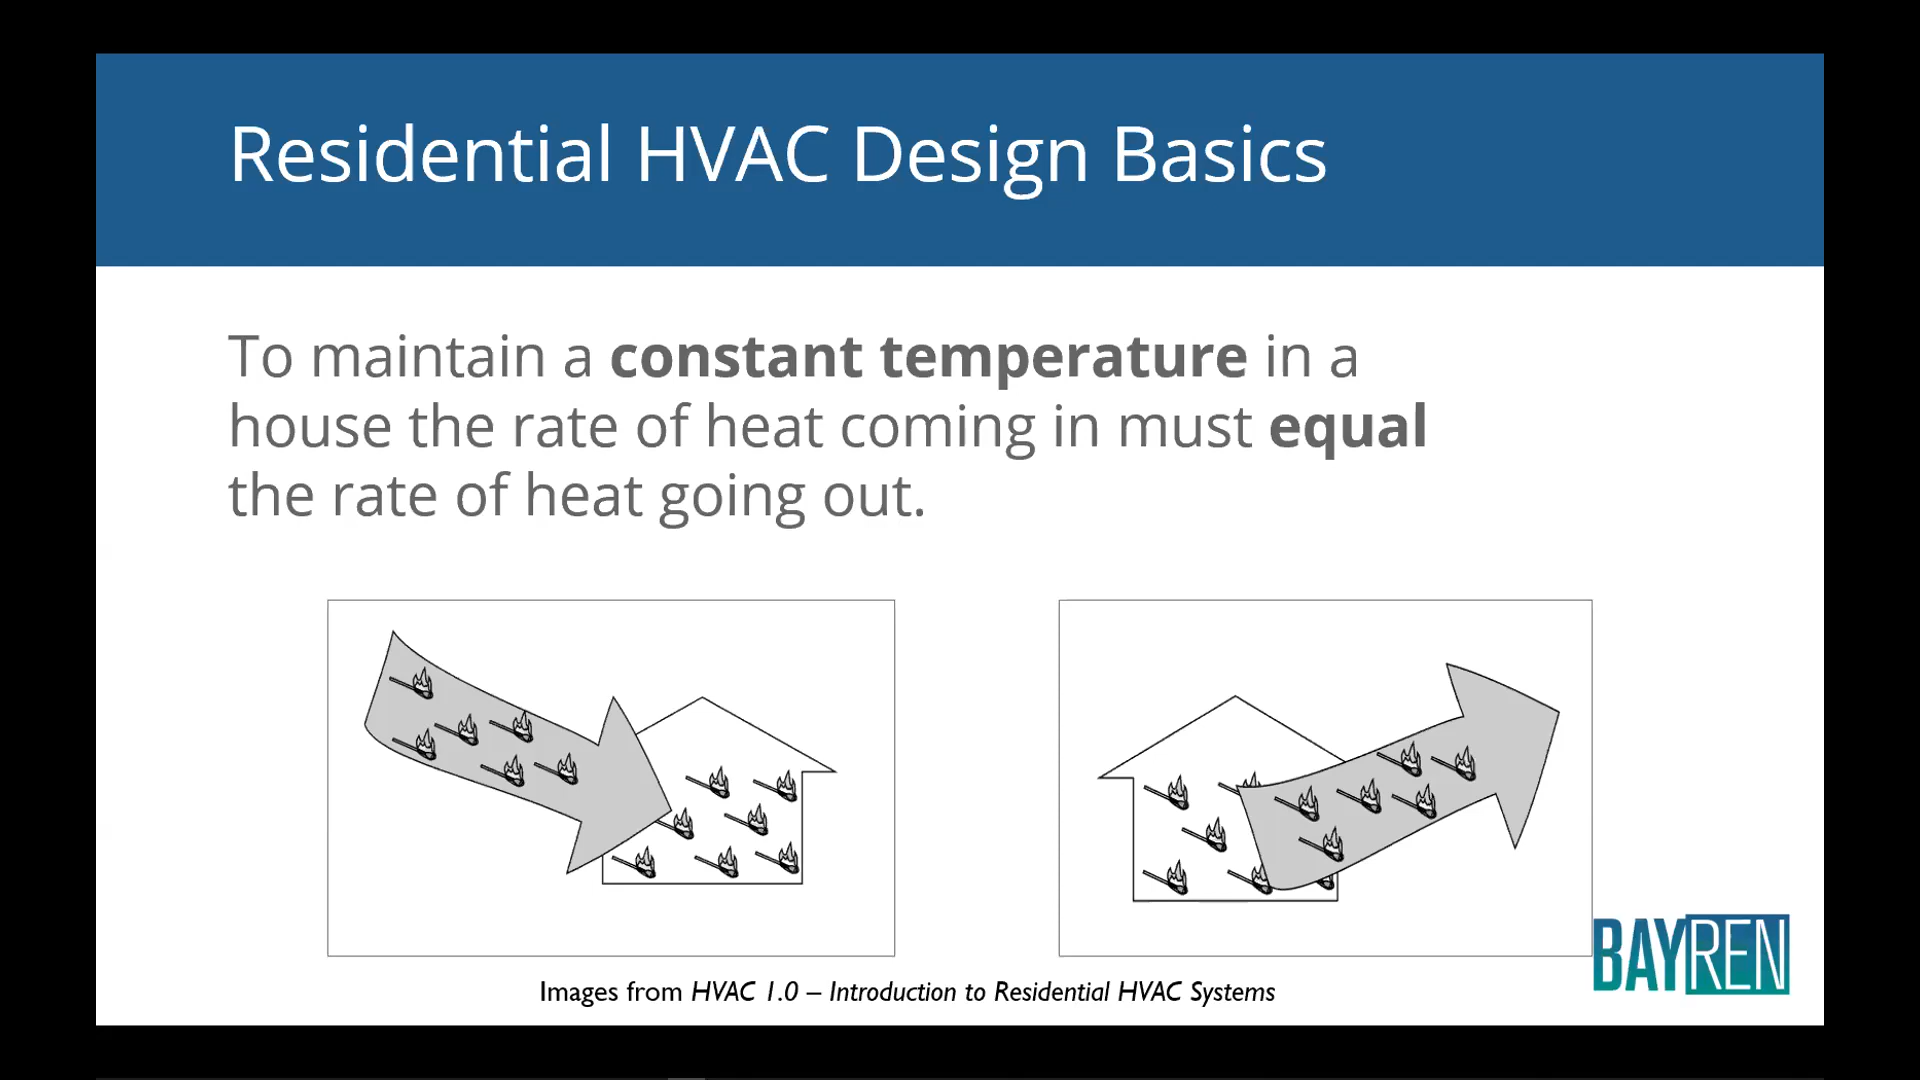 Residential HVAC Design Basics
To maintain a constant temperature in a
house the rate of heat coming in must equal
the rate of heat going out.
Images from HVAC 1.0 – Introduction to Residential HVAC Systems
BAYREN